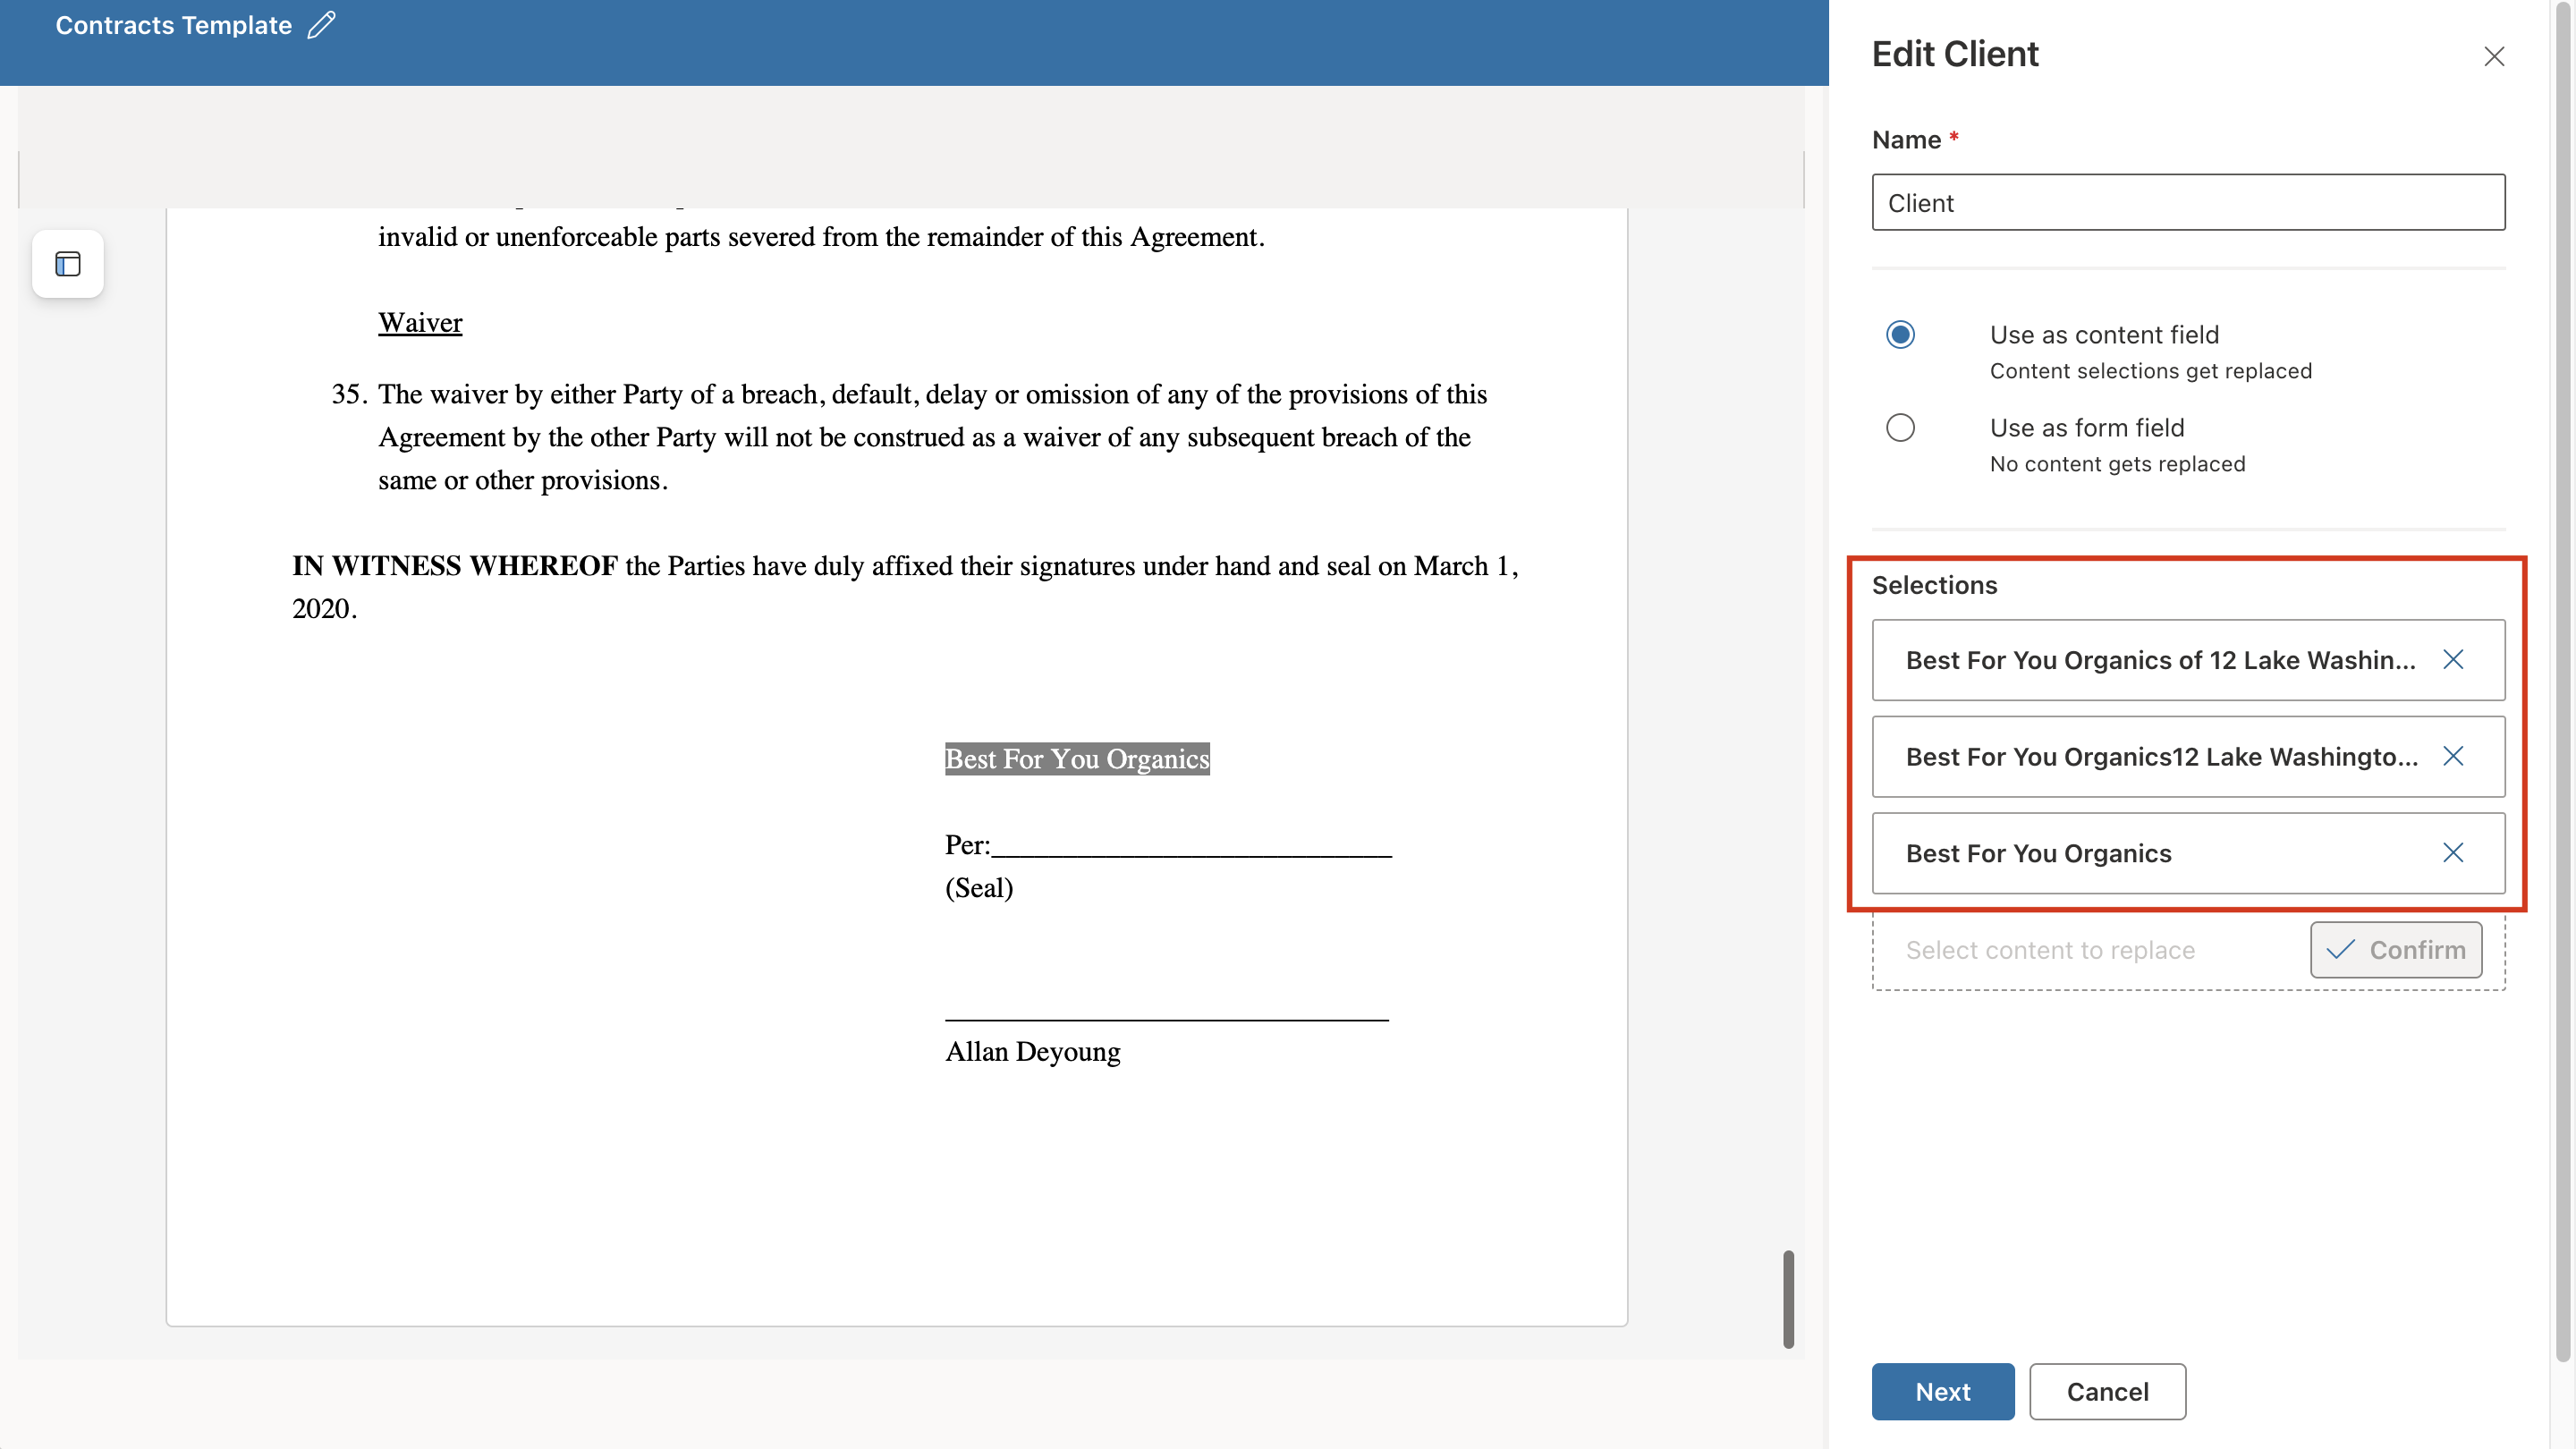 Contracts Template
invalid or unenforceable parts severed from the remainder of this Agreement.
Waiver
35. The waiver by either Party of a breach, default, delay or omission of any of the provisions of this
Agreement by the other Party will not be construed as a waiver of any subsequent breach of the
same or other provisions.
IN WITNESS WHEREOF the Parties have duly affixed their signatures under hand and seal on March 1,
2020.
Best For You Organics
Per:____________________________
(Seal)
_______________________________
Allan Deyoung
Edit Client
Name *
Client
Use as content field
Content selections get replaced
Use as form field
No content gets replaced
Selections
Best For You Organics of 12 Lake Washin...
Best For You Organics12 Lake Washingto...
Best For You Organics
Select content to replace
Confirm
Next
Cancel